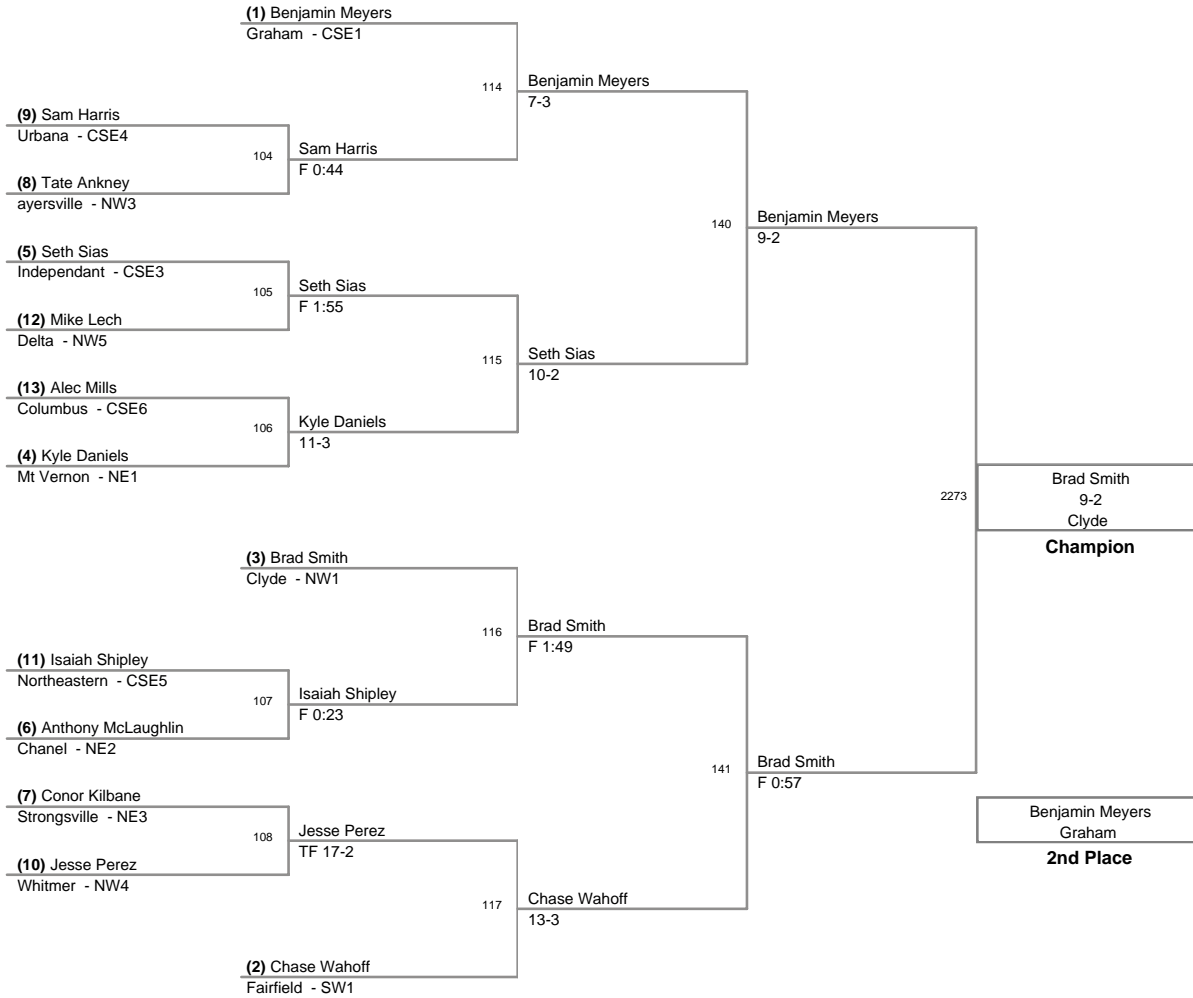 (1) Benjamin Meyers
Graham - CSE1
114
Benjamin Meyers
7-3
(9) Sam Harris
Urbana - CSE4
104
Sam Harris
F 0:44
(8) Tate Ankney
ayersville - NW3
140
Benjamin Meyers
9-2
(5) Seth Sias
Independant - CSE3
105
Seth Sias
F 1:55
(12) Mike Lech
Delta - NW5
115
Seth Sias
10-2
(13) Alec Mills
Columbus - CSE6
106
Kyle Daniels
11-3
(4) Kyle Daniels
Mt Vernon - NE1
2273
Brad Smith
9-2
Clyde
Champion
(3) Brad Smith
Clyde - NW1
116
Brad Smith
F 1:49
(11) Isaiah Shipley
Northeastern - CSE5
107
Isaiah Shipley
F 0:23
(6) Anthony McLaughlin
Chanel - NE2
141
Brad Smith
F 0:57
(7) Conor Kilbane
Strongsville - NE3
108
Jesse Perez
TF 17-2
(10) Jesse Perez
Whitmer - NW4
117
Chase Wahoff
13-3
(2) Chase Wahoff
Fairfield - SW1
Benjamin Meyers
Graham
2nd Place